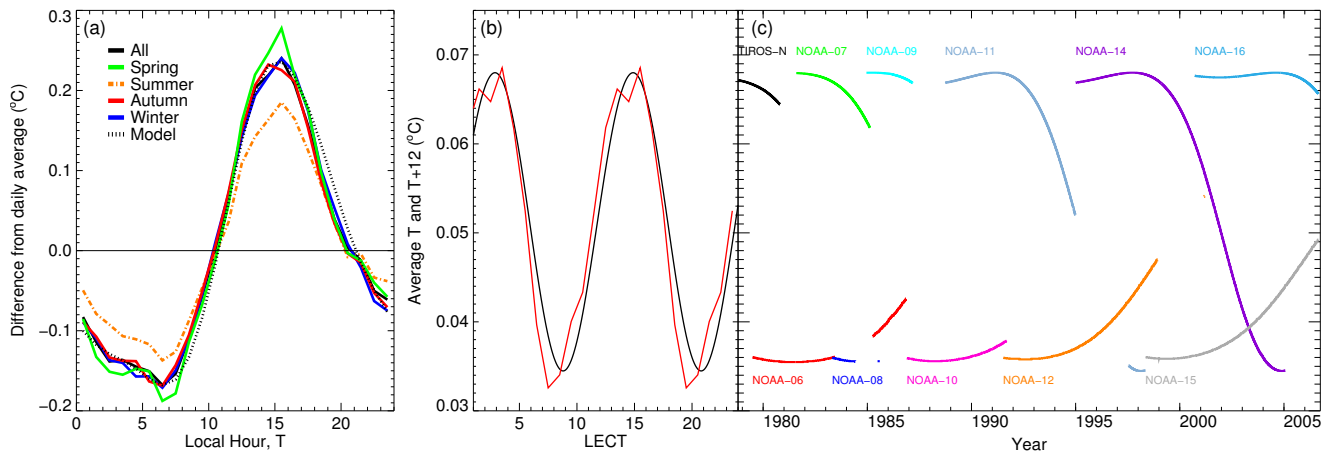 (a)
All
Spring
Summer
Autumn
Winter
Model
Difference from daily average (°C)
0.3
0.2
0.1
0.0
−0.1
−0.2
0 5 10 15 20
Local Hour, T
(b)
Average T and T+12 (°C)
0.07
0.06
0.05
0.04
0.03
5 10 15 20
LECT
(c)
TIROS−N NOAA−07 NOAA−09 NOAA−11 NOAA−14 NOAA−16
NOAA−06 NOAA−08 NOAA−10 NOAA−12 NOAA−15
1980 1985 1990 1995 2000 2005
Year